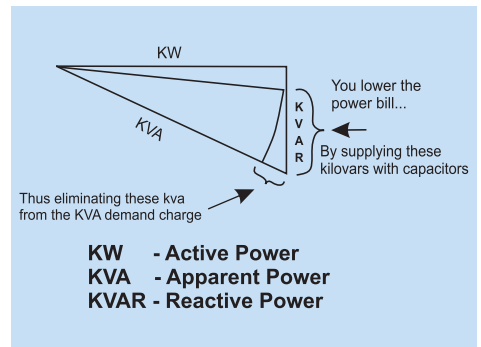 KW
KVA
K
V
A
R
You lower the
power bill...
By supplying these
kilovars with capacitors
Thus eliminating these kva
from the KVA demand charge
KW - Active Power
KVA - Apparent Power
KVAR - Reactive Power